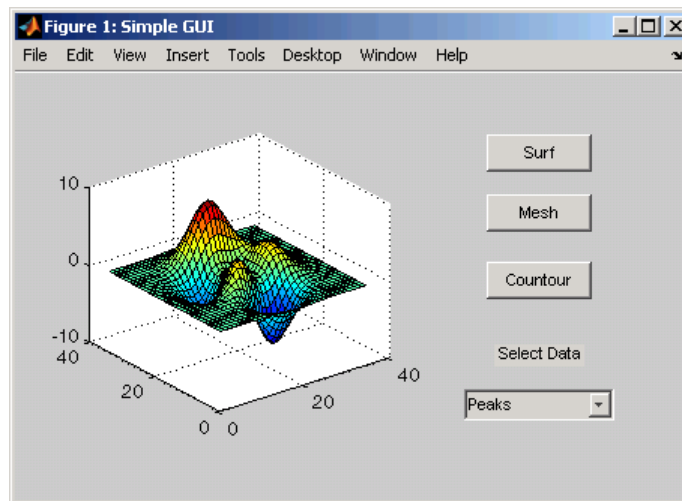 Figure 1: Simple GUI
File Edit View Insert Tools Desktop Window Help
Surf
Mesh
Countour
Select Data
Peaks
10
0
-10
40
20
0
0
20
40